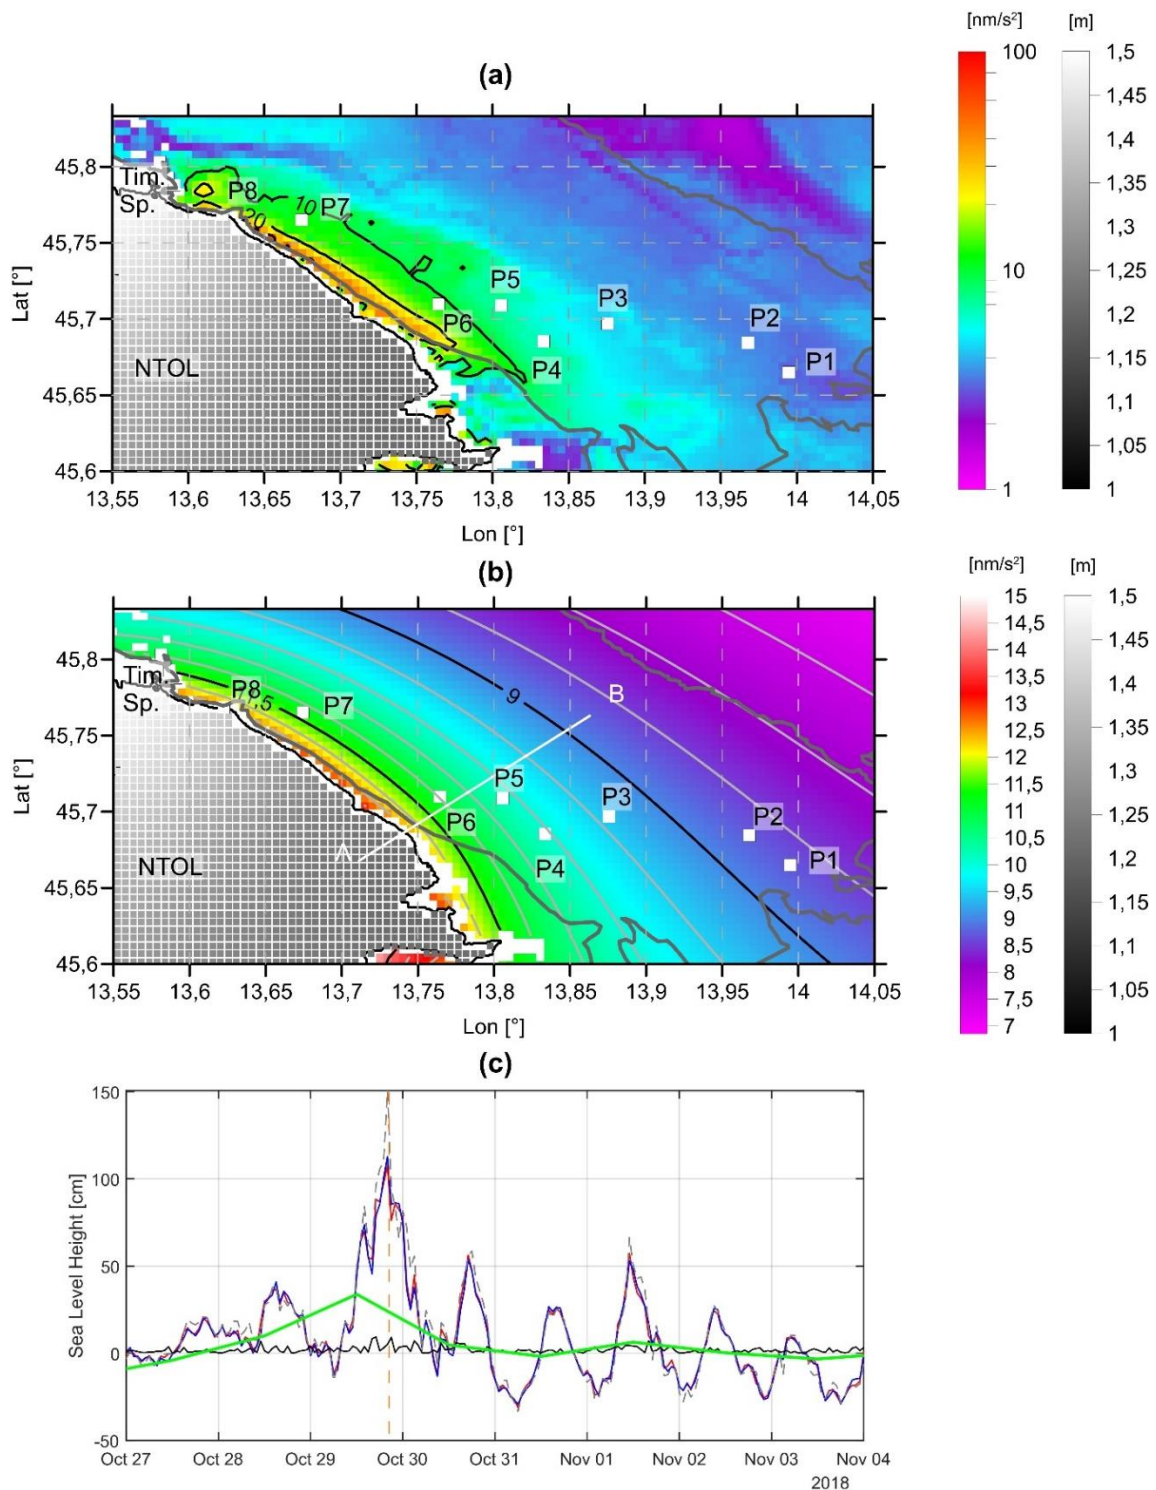 (a)
[nm/s²] [m]
100
10
1
1,5
1,45
1,4
1,35
1,3
1,25
1,2
1,15
1,1
1,05
1
Lat [°]
45,8
45,75
45,7
45,65
45,6
Tim.
Sp.
P8
20
10
P7
P5
P3
P2
P6
P1
P4
NTOL
13,55 13,6 13,65 13,7 13,75 13,8 13,85 13,9 13,95 14 14,05
Lon [°]
(b)
[nm/s²] [m]
15
14,5
14
13,5
13
12,5
12
11,5
11
10,5
10
9,5
9
8,5
8
7,5
7
1,5
1,45
1,4
1,35
1,3
1,25
1,2
1,15
1,1
1,05
1
Lat [°]
45,8
45,75
45,7
45,65
45,6
Tim.
Sp.
P8
9
B
P7
P5
P3
P2
P6
A
P1
P4
NTOL
13,55 13,6 13,65 13,7 13,75 13,8 13,85 13,9 13,95 14 14,05
Lon [°]
(c)
Sea Level Height [cm]
150
100
50
0
-50
Oct 27 Oct 28 Oct 29 Oct 30 Oct 31 Nov 01 Nov 02 Nov 03 Nov 04
2018